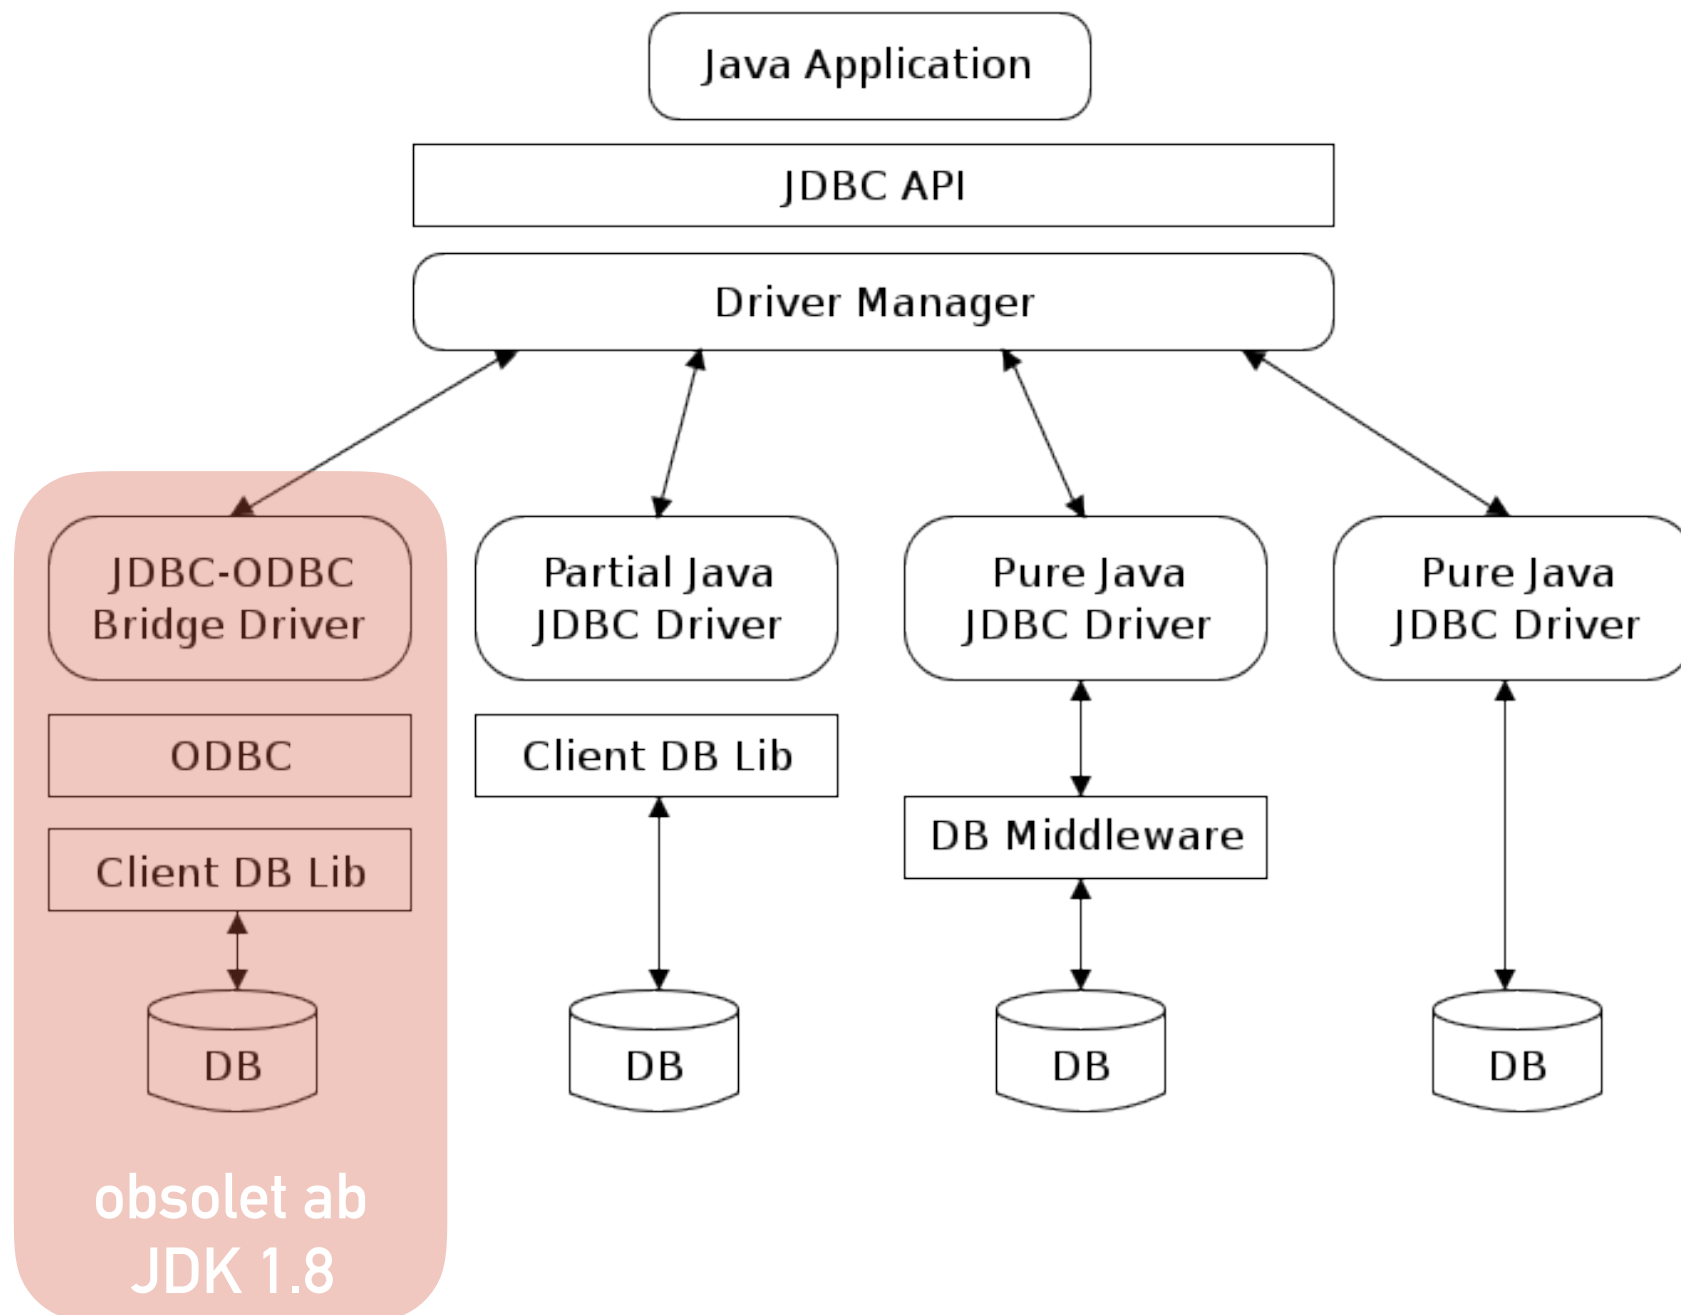 Java Application
JDBC API
Driver Manager
JDBC-ODBC
Bridge Driver
ODBC
Client DB Lib
DB
obsolet ab
JDK 1.8
Partial Java
JDBC Driver
Client DB Lib
DB
Pure Java
JDBC Driver
DB Middleware
DB
Pure Java
JDBC Driver
DB